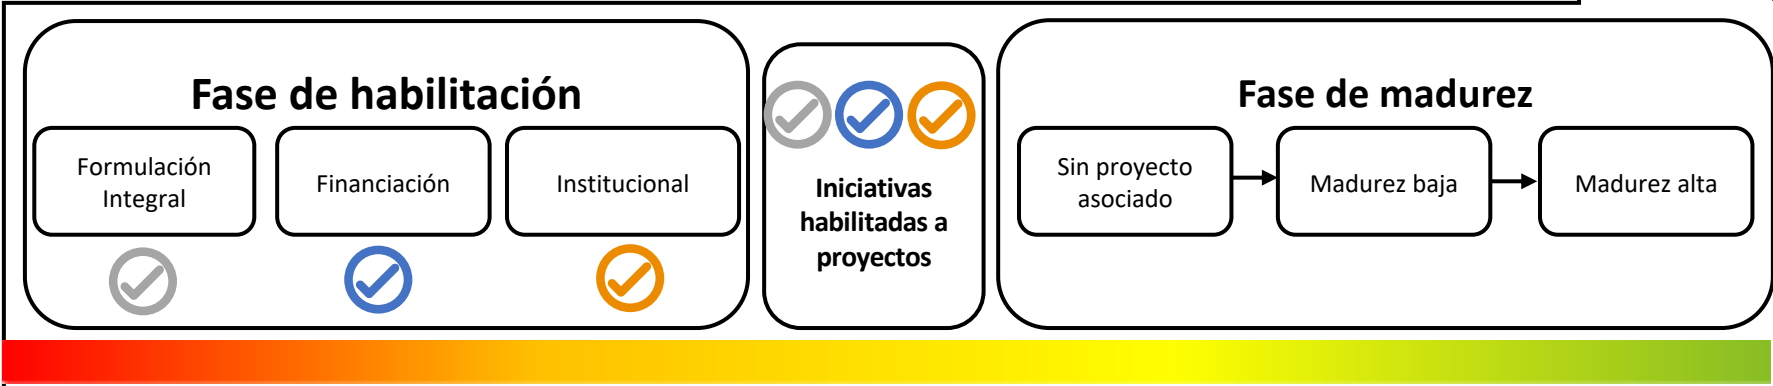 Fase de habilitación
Formulación
Integral
Financiación
Institucional
Iniciativas
habilitadas a
proyectos
Fase de madurez
Sin proyecto
asociado
Madurez baja
Madurez alta